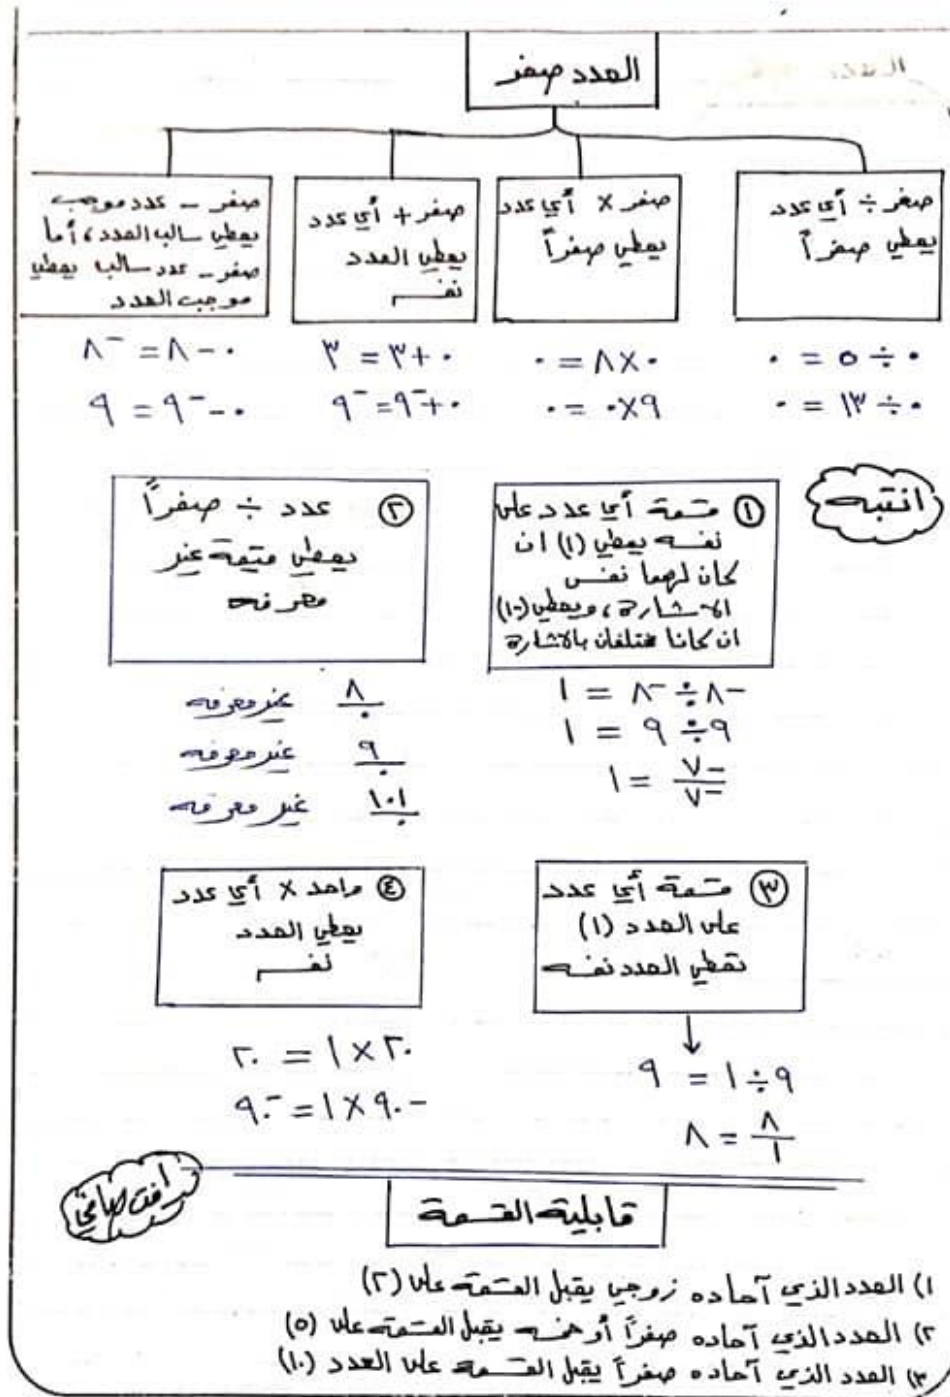 العدد صفر
صفر ÷ أي عدد
يعطي صفراً
صفر × أي عدد
يعطي صفراً
صفر + أي عدد
يعطي العدد
نفسه
صفر - عدد موجب
يعطي سالب العدد، أما
صفر - عدد سالب يعطي
موجب العدد
٠ ÷ ٥ = ٠
٠ ÷ ١٣ = ٠
٠ × ٨ = ٠
٩ × ٠ = ٠
٠ + ٣ = ٣
٠ + -٩ = -٩
٠ - ٨ = -٨
٠ - -٩ = ٩
انتبه
① قسمة أي عدد على
نفسه يعطي (١) ان
كان لهما نفس
الاشارة، ويعطي (-١)
ان كانا مختلفان بالاشارة
-٨ ÷ -٨ = ١
٩ ÷ ٩ = ١
-٧ / -٧ = ١
② عدد ÷ صفراً
يعطي قيمة غير
معرفه
٨ / ٠ غير معرفه
٩ / ٠ غير معرفه
١٠١ / ٠ غير معرفه
③ قسمة أي عدد
على العدد (١)
تعطي العدد نفسه
٩ ÷ ١ = ٩
٨ / ١ = ٨
④ واحد × أي عدد
يعطي العدد
نفسه
٢٠ × ١ = ٢٠
-٩٠ × ١ = -٩٠
قابلية القسمة
١) العدد الذي آحاده زوجي يقبل القسمة على (٢)
٢) العدد الذي آحاده صفراً أو خمسه يقبل القسمة على (٥)
٣) العدد الذي آحاده صفراً يقبل القسمة على العدد (١٠)